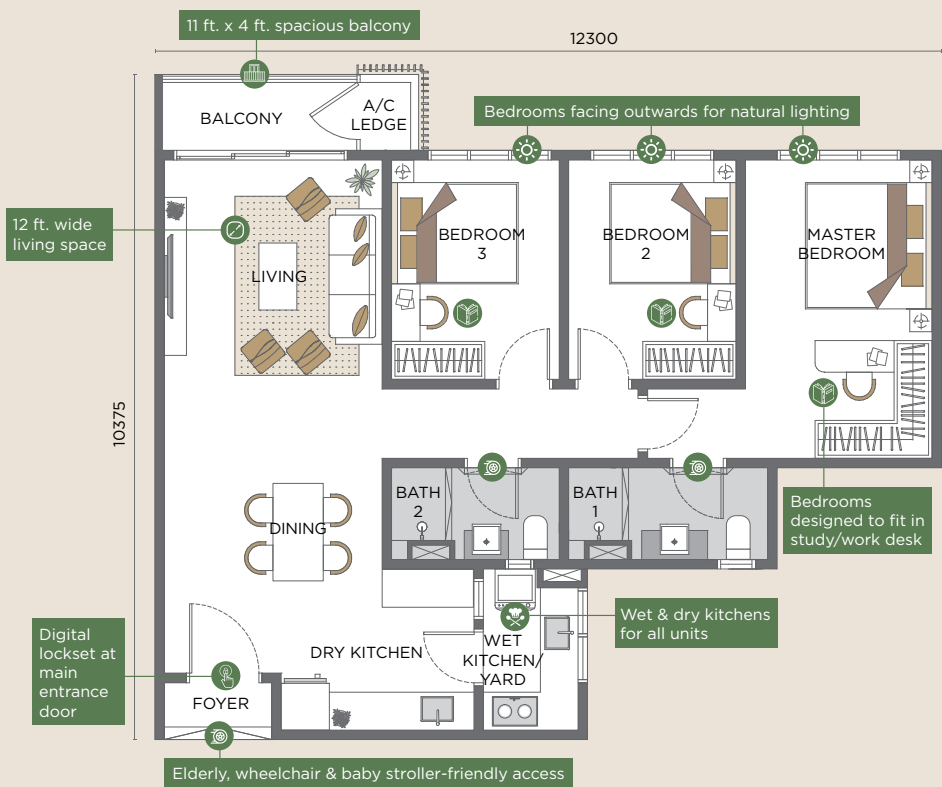 11 ft. x 4 ft. spacious balcony
12300
BALCONY
A/C
LEDGE
Bedrooms facing outwards for natural lighting
12 ft. wide
living space
LIVING
BEDROOM
3
BEDROOM
2
MASTER
BEDROOM
10375
BATH
2
BATH
1
Bedrooms
designed to fit in
study/work desk
DINING
Digital
lockset at
main
entrance
door
DRY KITCHEN
WET
KITCHEN/
YARD
Wet & dry kitchens
for all units
FOYER
Elderly, wheelchair & baby stroller-friendly access